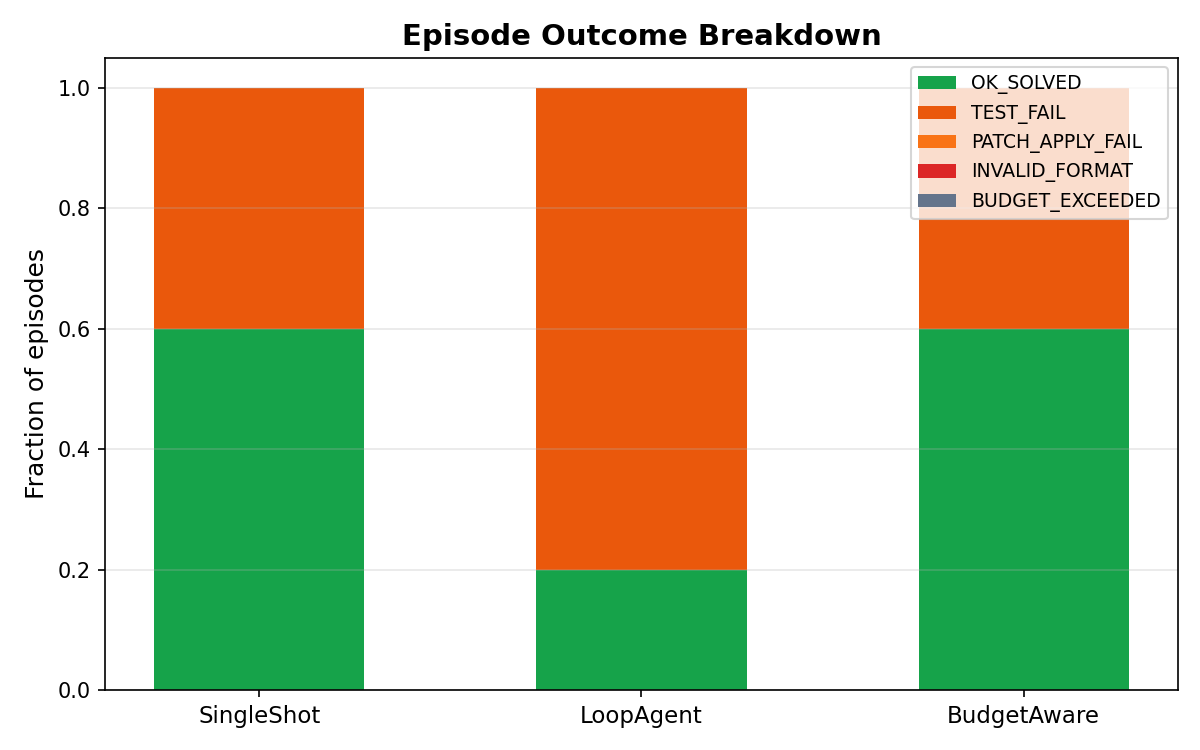 Episode Outcome Breakdown
Fraction of episodes
1.0
0.8
0.6
0.4
0.2
0.0
OK_SOLVED
TEST_FAIL
PATCH_APPLY_FAIL
INVALID_FORMAT
BUDGET_EXCEEDED
SingleShot
LoopAgent
BudgetAware